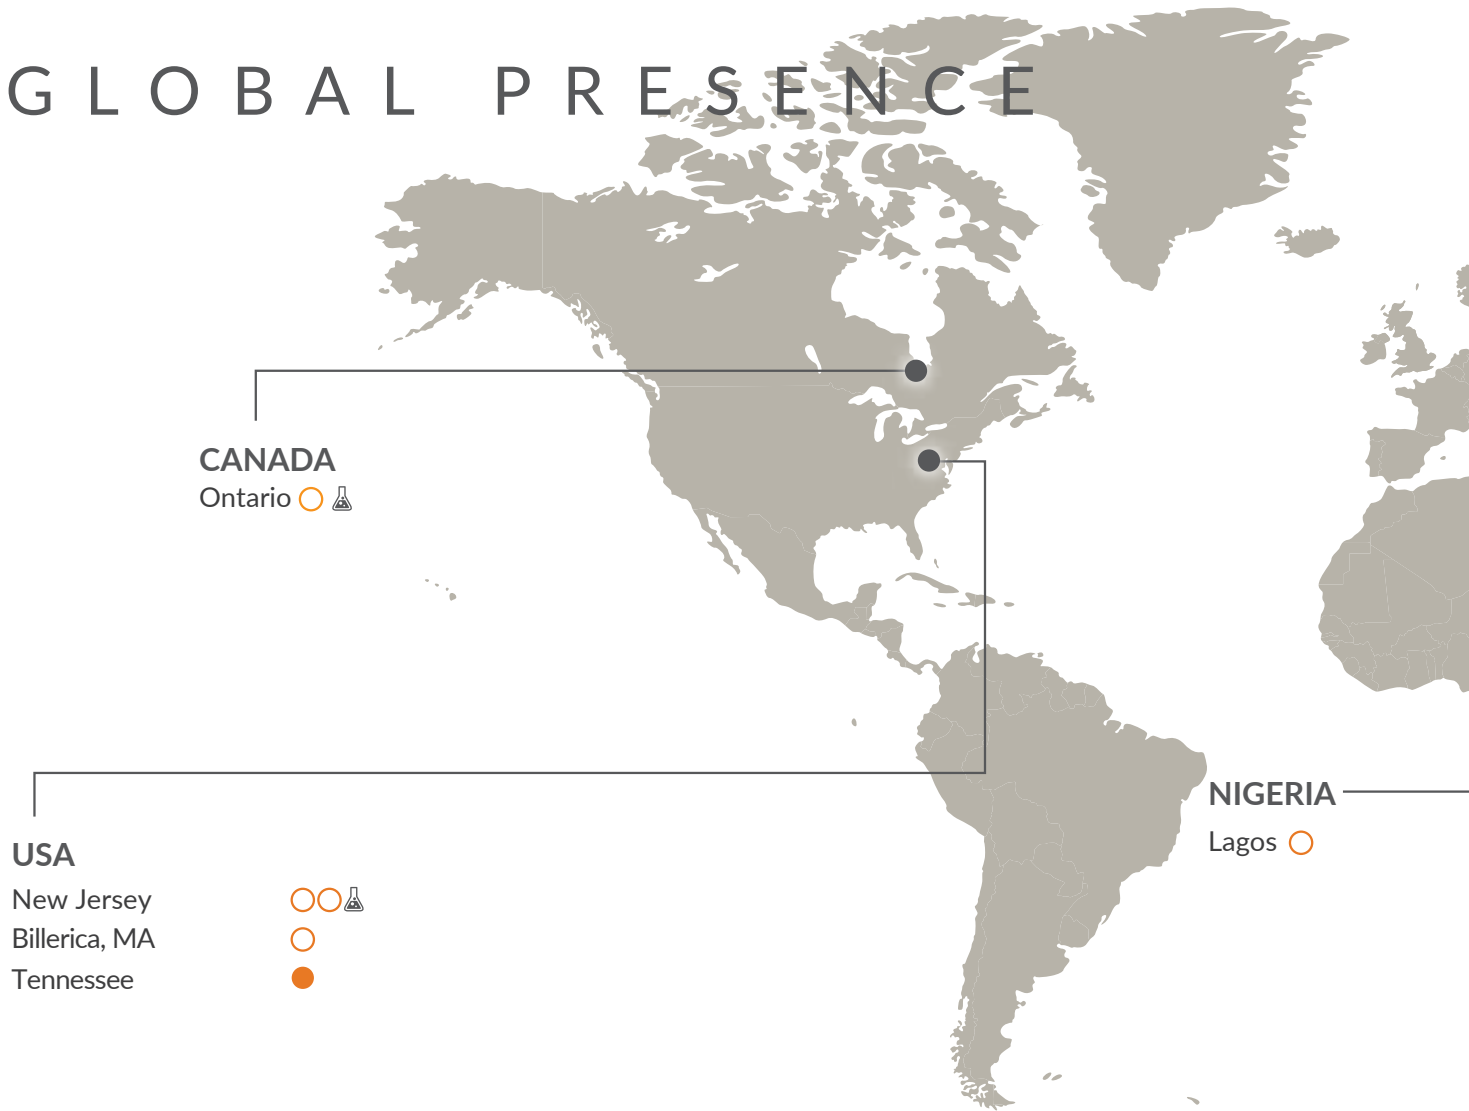 GLOBAL PRESENCE
CANADA
Ontario
NIGERIA
Lagos
USA
New Jersey
Billerica, MA
Tennessee